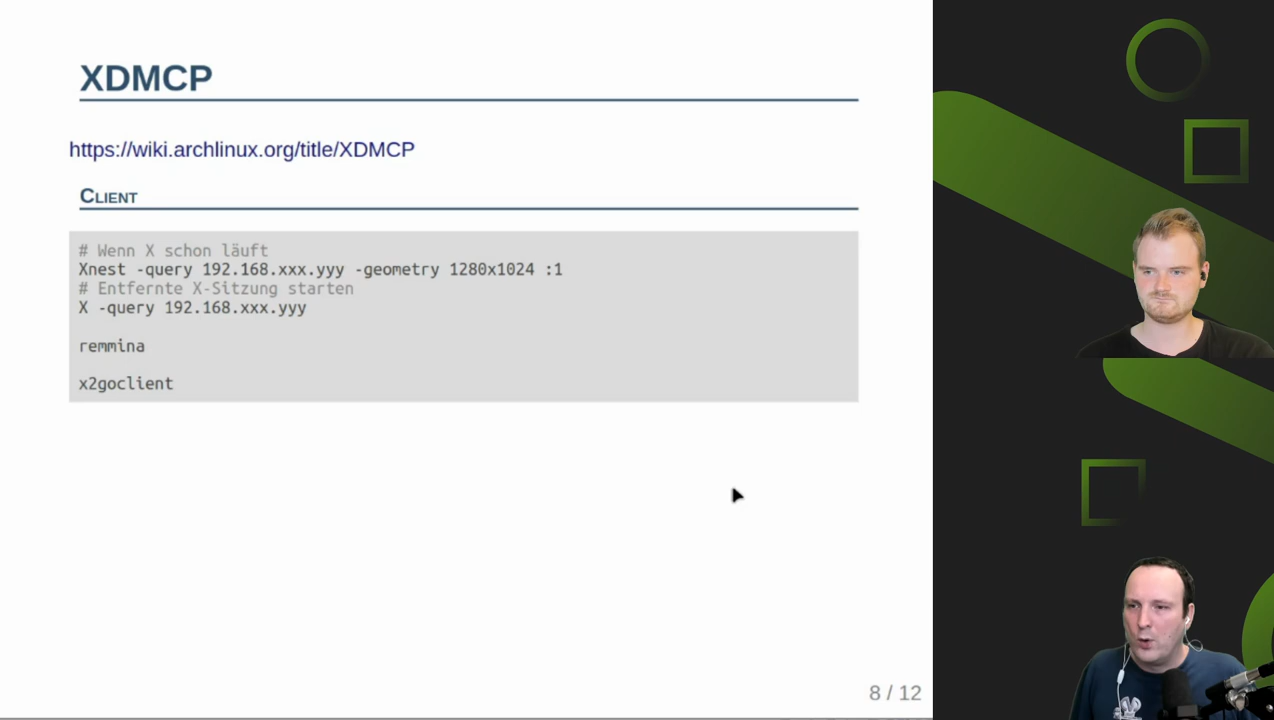 XDMCP
https://wiki.archlinux.org/title/XDMCP
Client
# Wenn X schon läuft
Xnest -query 192.168.xxx.yyy -geometry 1280x1024 :1
# Entfernte X-Sitzung starten
X -query 192.168.xxx.yyy
remmina
x2goclient
8 / 12